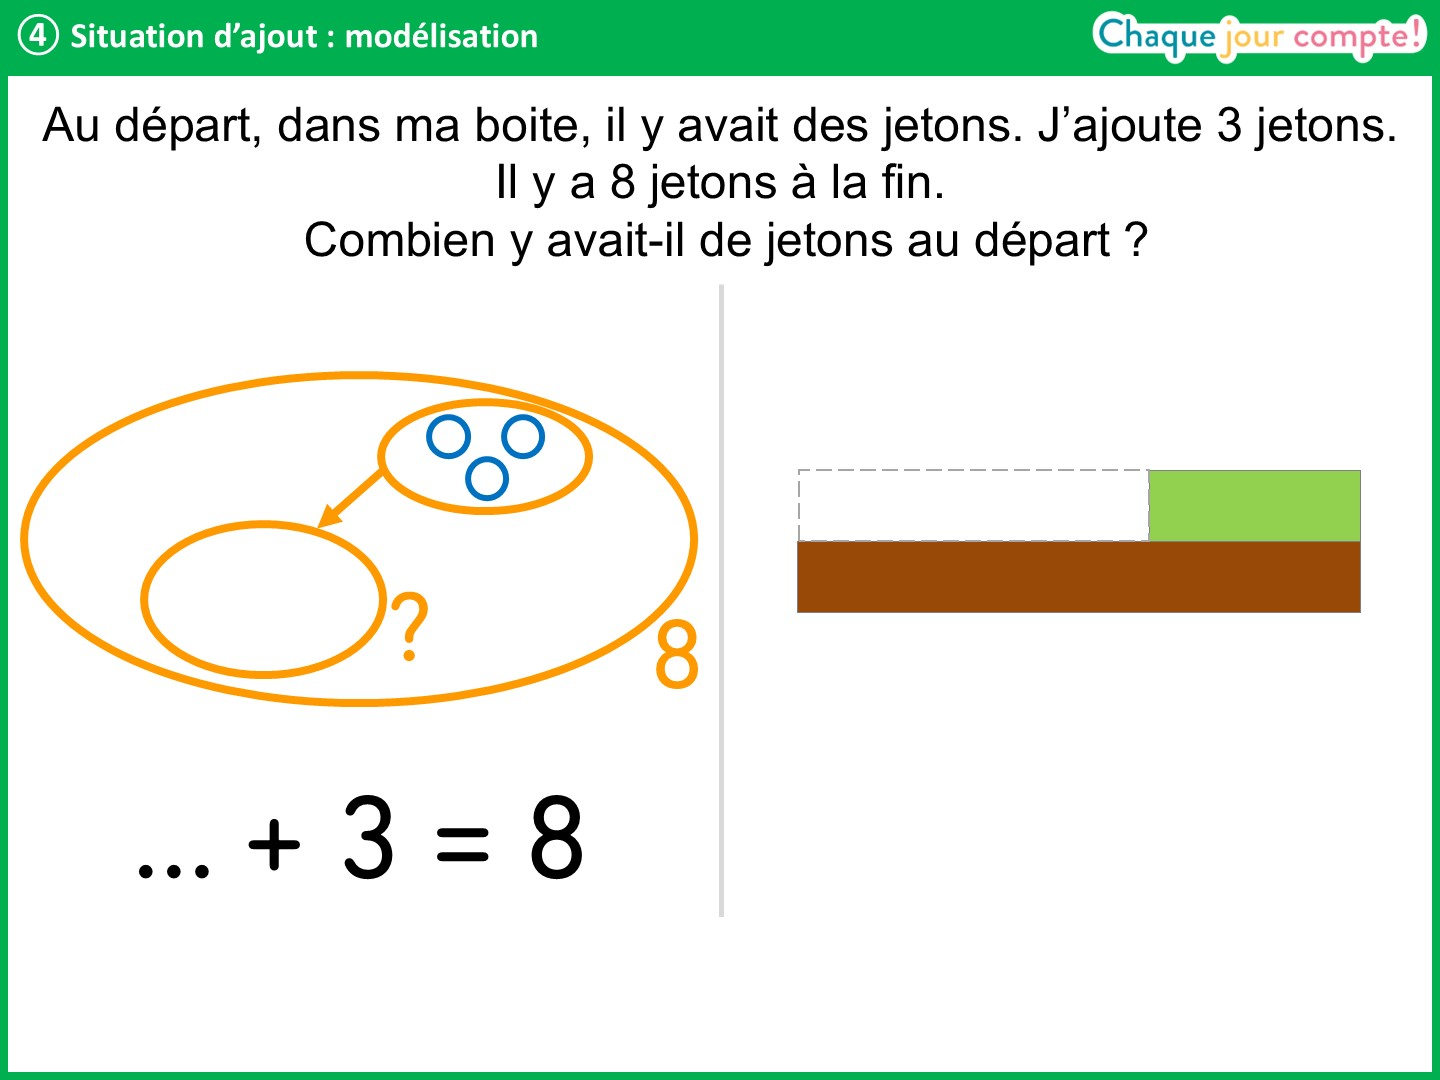 ④ Situation d’ajout : modélisation
Chaque jour compte!
Au départ, dans ma boite, il y avait des jetons. J’ajoute 3 jetons.
Il y a 8 jetons à la fin.
Combien y avait-il de jetons au départ ?
?
8
... + 3 = 8